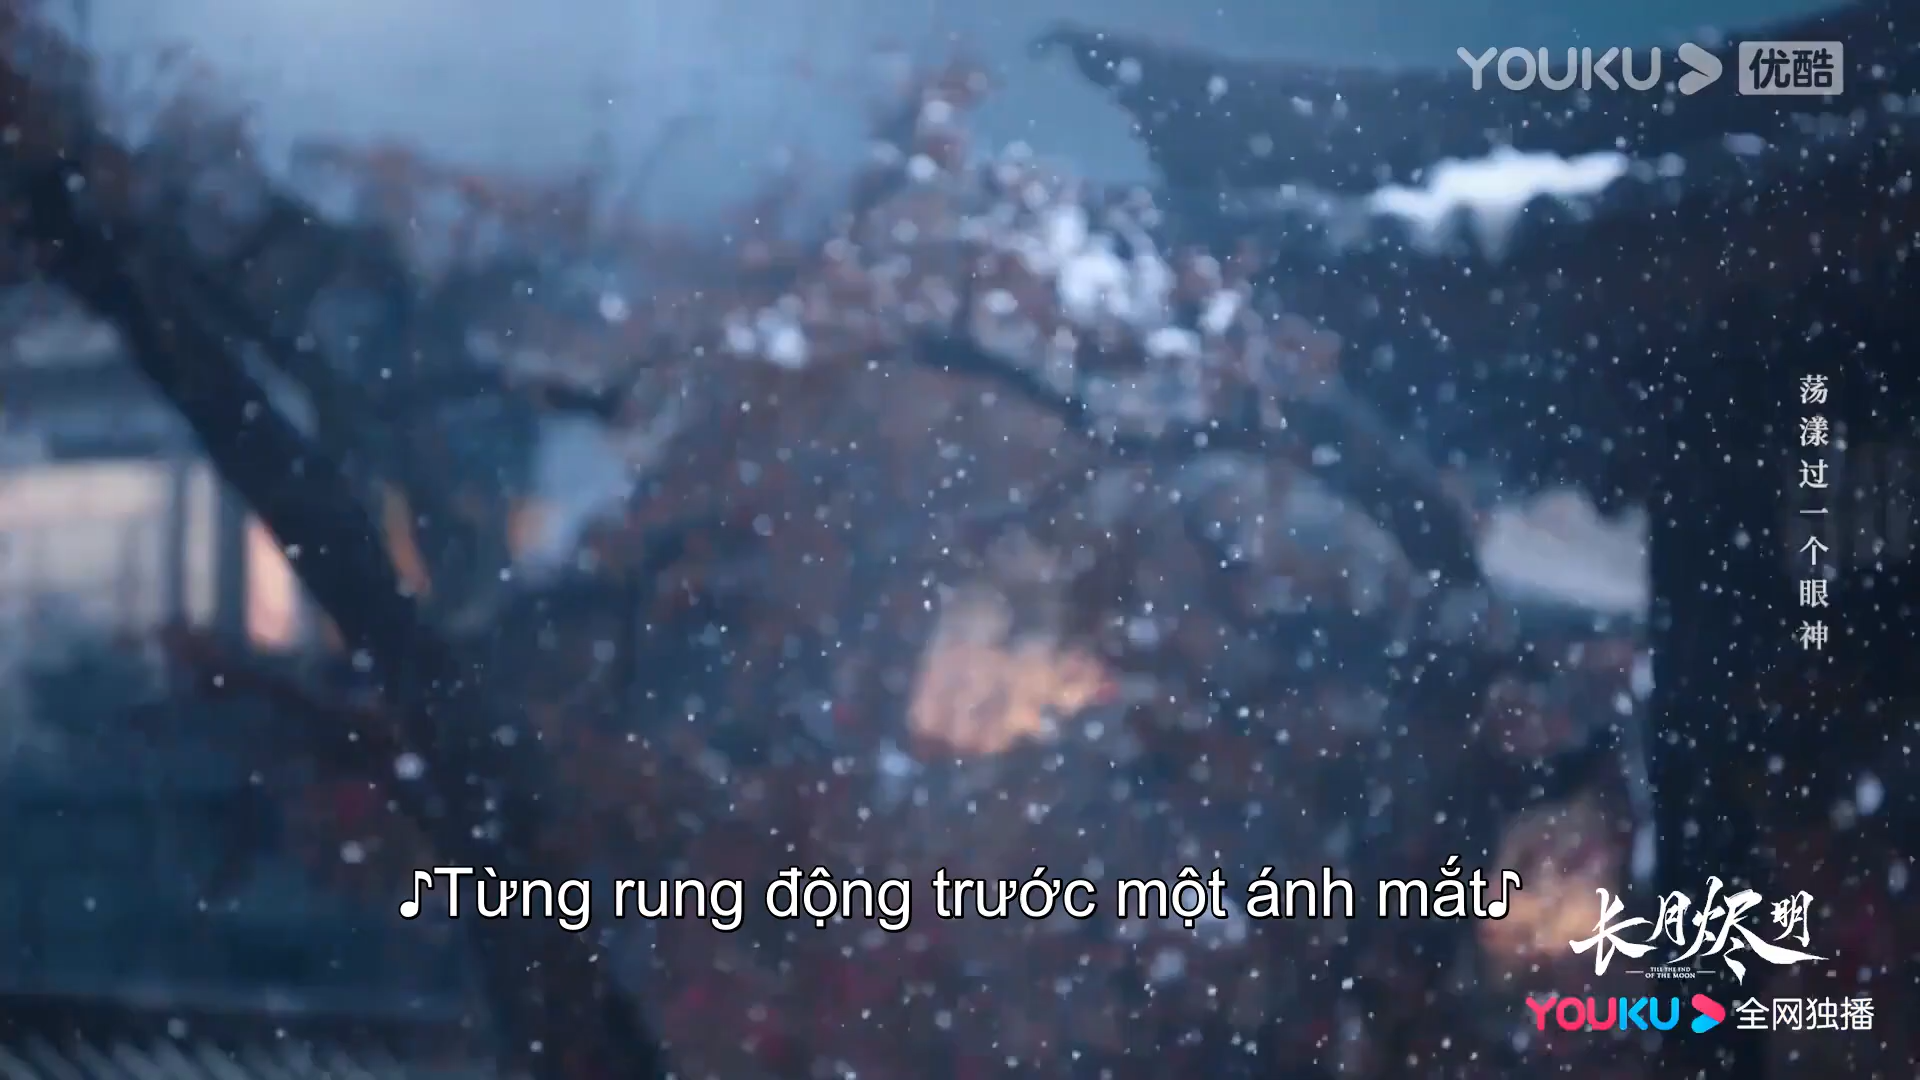 YOUKU 优酷
荡漾过一个眼神
♪Từng rung động trước một ánh mắt♪
长月烬明
TILL THE END
OF THE MOON
YOUKU 全网独播